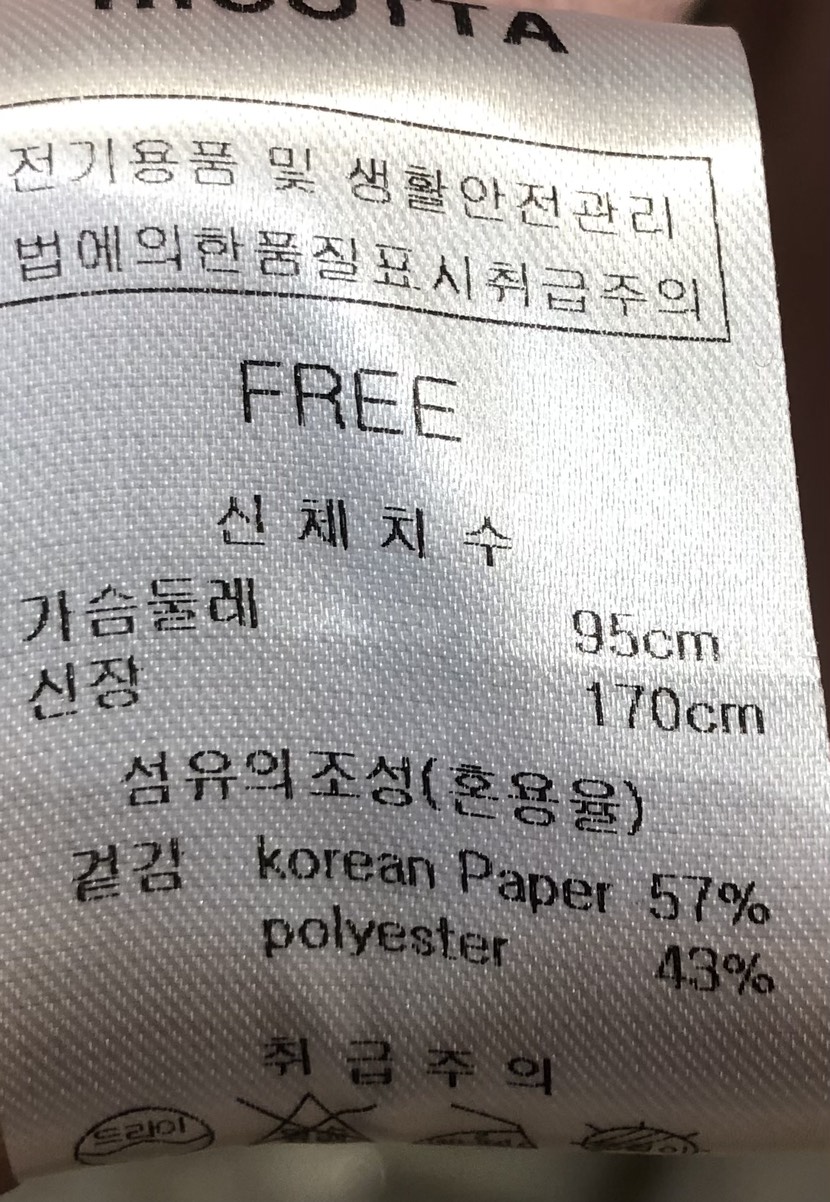 전기용품 및 생활안전관리
법에의한품질표시취급주의
FREE
신체치수
가슴둘레 95cm
신장 170cm
섬유의조성(혼용율)
겉감 korean Paper 57%
polyester 43%
취급주의
드라이